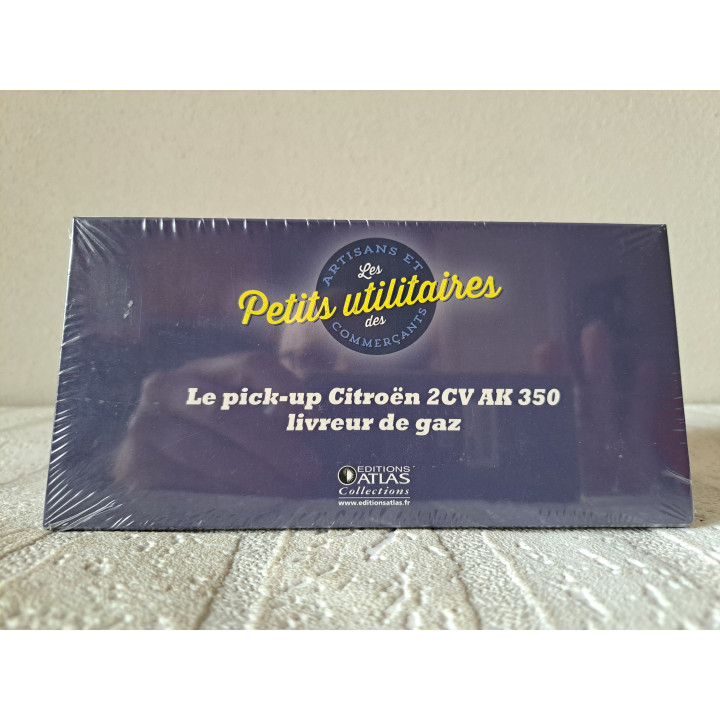 ARTISANS ET
Les
Petits utilitaires
des
COMMERÇANTS
Le pick-up Citroën 2CV AK 350
livreur de gaz
EDITIONS
ATLAS
Collections
www.editionsatlas.fr